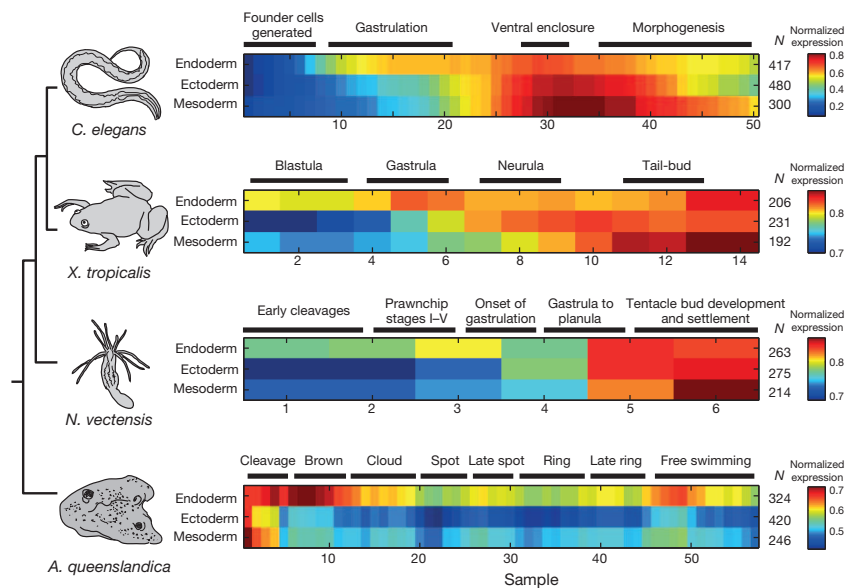 Founder cells
generated
Gastrulation
Ventral enclosure
Morphogenesis
N
Normalized
expression
Endoderm
417
0.8
Ectoderm
480
0.6
Mesoderm
300
0.4
0.2
10 20 30 40 50
C. elegans
Blastula
Gastrula
Neurula
Tail-bud
N
Normalized
expression
Endoderm
206
0.8
Ectoderm
231
Mesoderm
192
0.7
2 4 6 8 10 12 14
X. tropicalis
Early cleavages
Prawnchip
stages I–V
Onset of
gastrulation
Gastrula to
planula
Tentacle bud development
and settlement
N
Normalized
expression
Endoderm
263
0.8
Ectoderm
275
Mesoderm
214
0.7
1 2 3 4 5 6
N. vectensis
Cleavage
Brown
Cloud
Spot
Late spot
Ring
Late ring
Free swimming
N
Normalized
expression
Endoderm
324
0.7
Ectoderm
420
0.6
Mesoderm
246
0.5
10 20 30 40 50
Sample
A. queenslandica